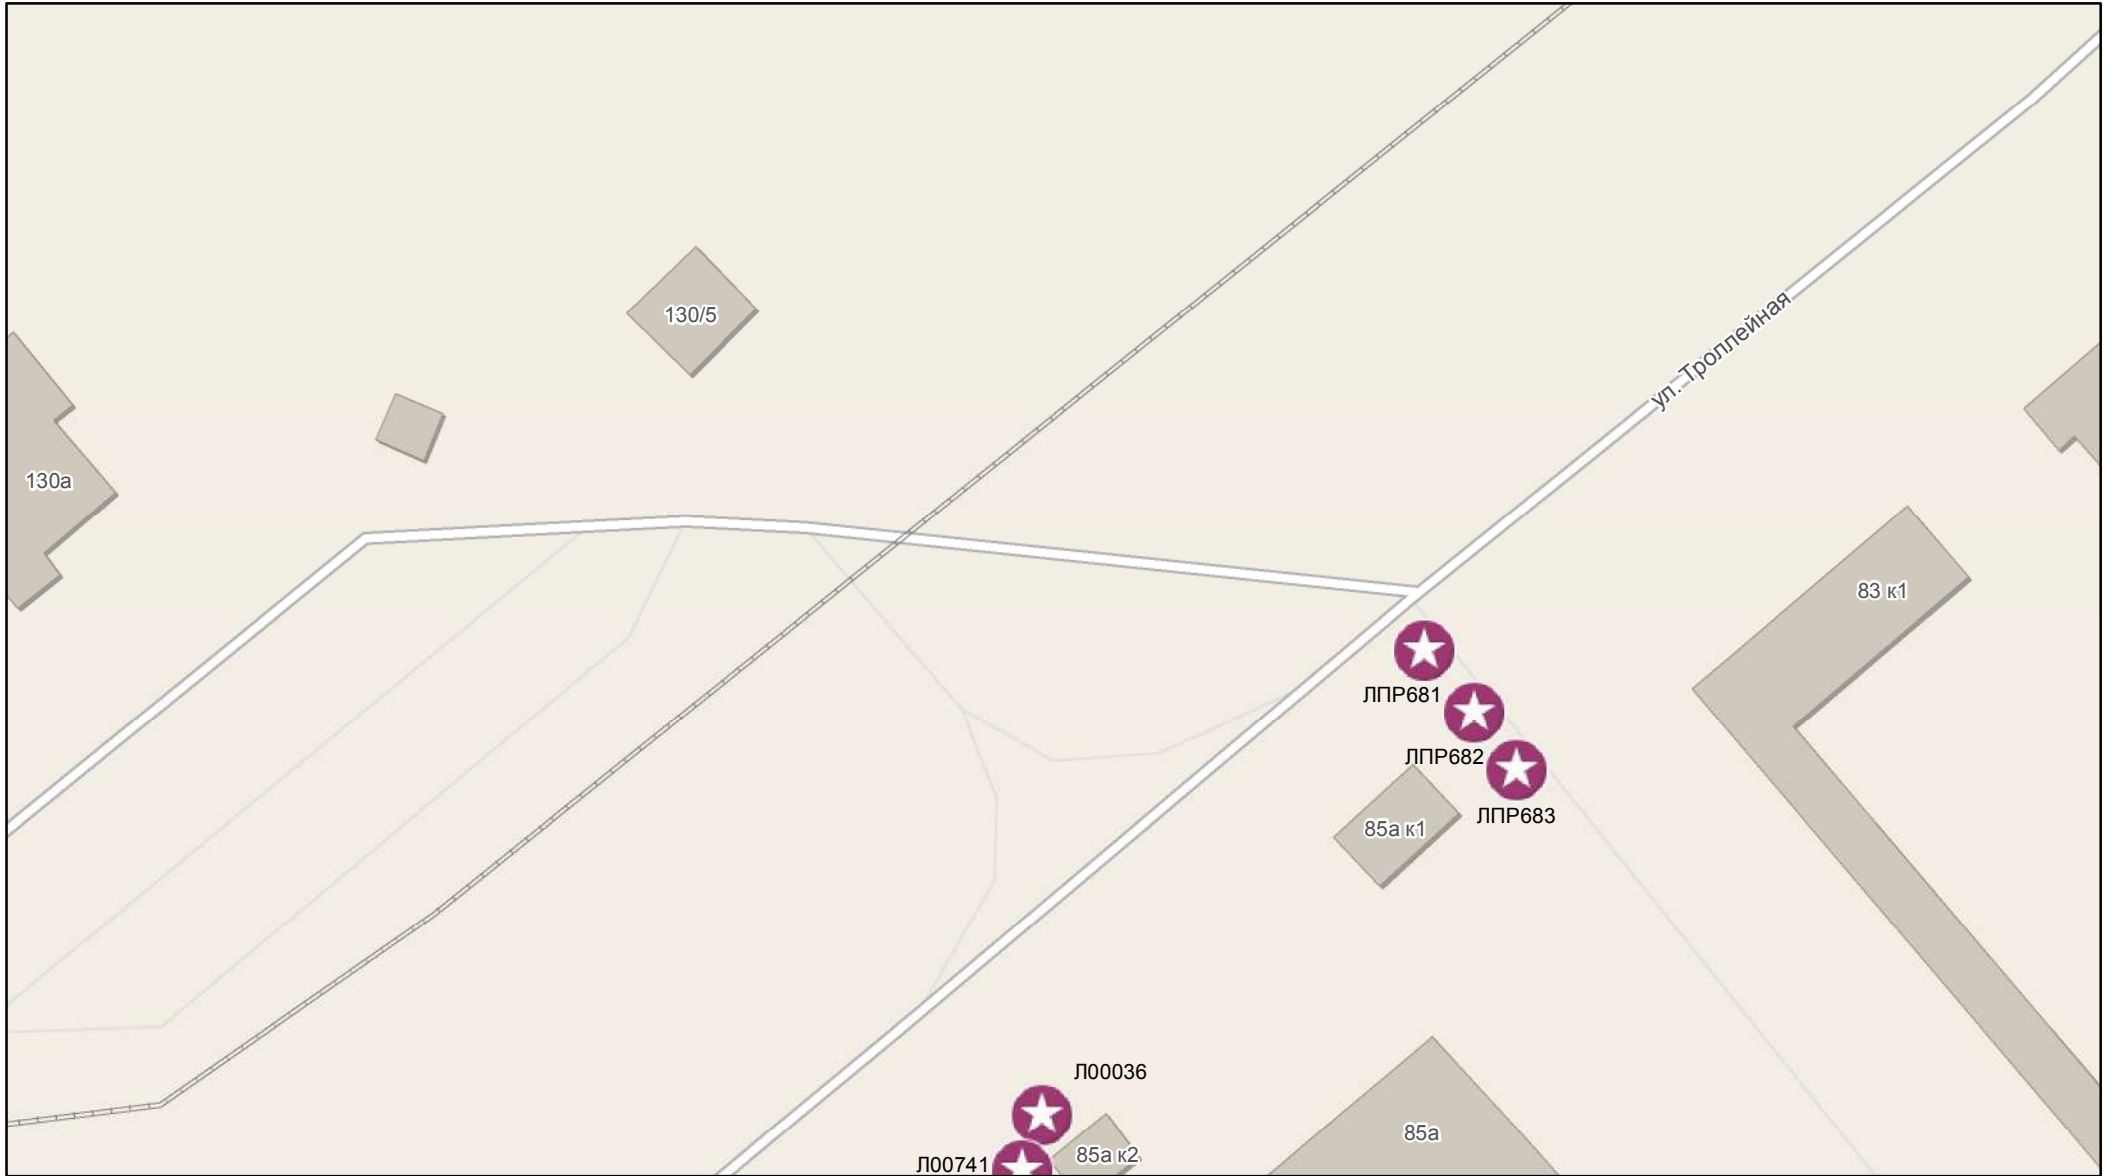 ул. Троллейная
130/5
130а
83 к1
ЛПР681
ЛПР682
ЛПР683
85а к1
Л00036
85а
85а к2
Л00741